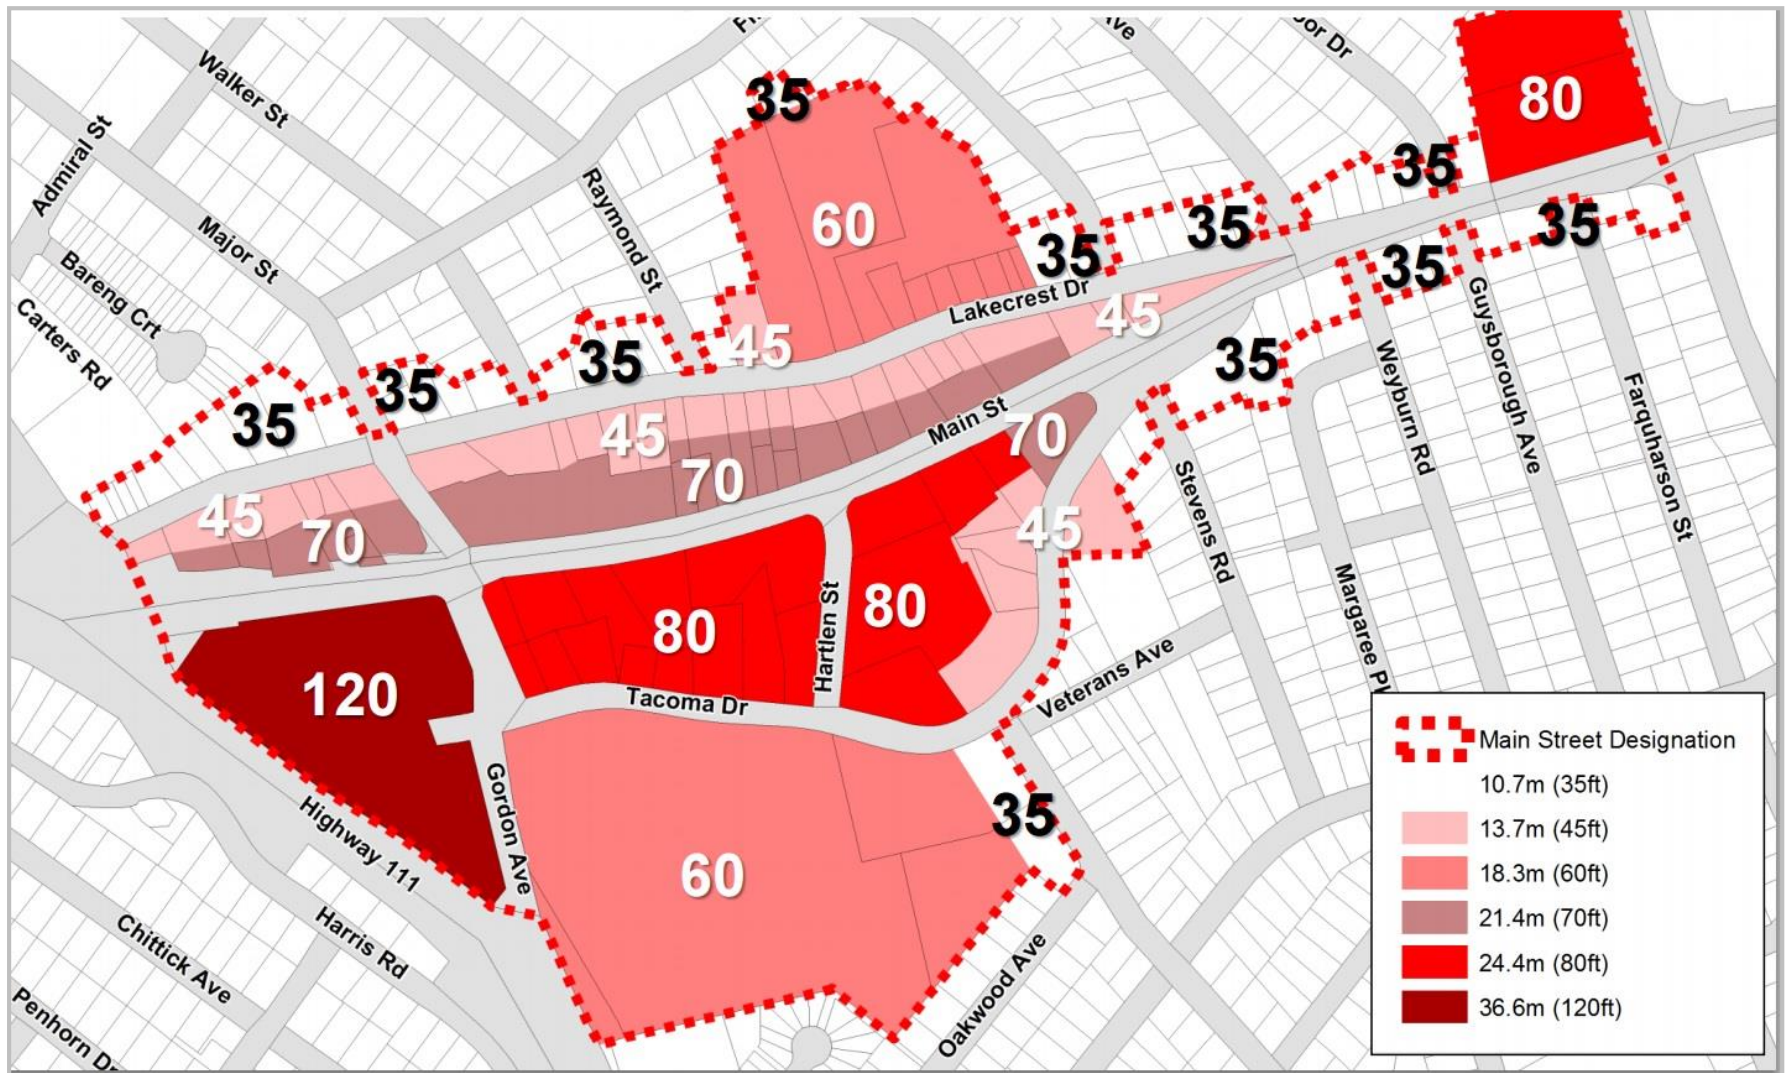 Walker St
Admiral St
Major St
Bareng Crt
Carters Rd
Raymond St
Ave
35
60
80
35
35
35
35
35
Lakecrest Dr
45
45
35
35
35
35
45
70
45
70
Main St
70
45
80
80
Hartlen St
Tacoma Dr
120
60
35
Gordon Ave
Highway 111
Harris Rd
Chittick Ave
Penhorn Dr
Oakwood Ave
Veterans Ave
Stevens Rd
Weyburn Rd
Guysborough Ave
Farquharson St
Margaree Pl
Main Street Designation
10.7m (35ft)
13.7m (45ft)
18.3m (60ft)
21.4m (70ft)
24.4m (80ft)
36.6m (120ft)